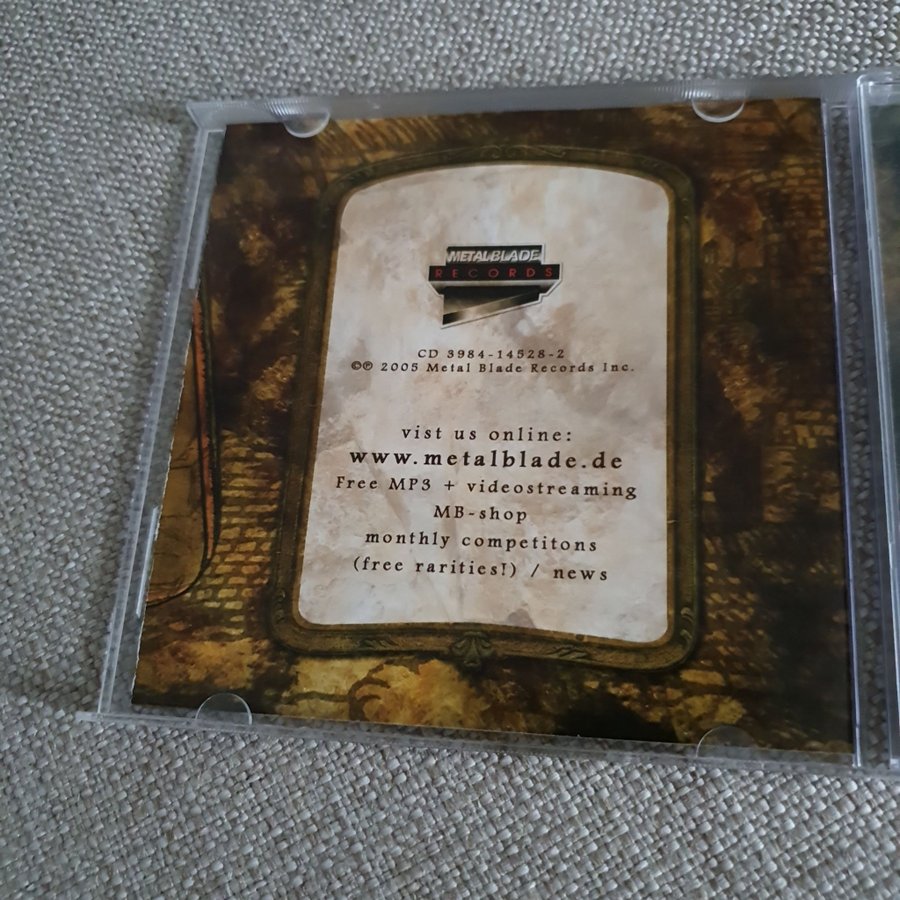 METAL BLADE
RECORDS
CD 3984-14528-2
©℗ 2005 Metal Blade Records Inc.
vist us online:
www.metalblade.de
Free MP3 + videostreaming
MB-shop
monthly competitons
(free rarities!) / news